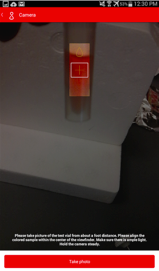 53% 12:30 PM
Camera
Please take picture of the test vial from about a foot distance. Please align the
colored sample within the center of the viewfinder. Make sure there is ample light.
Hold the camera steady.
Take photo